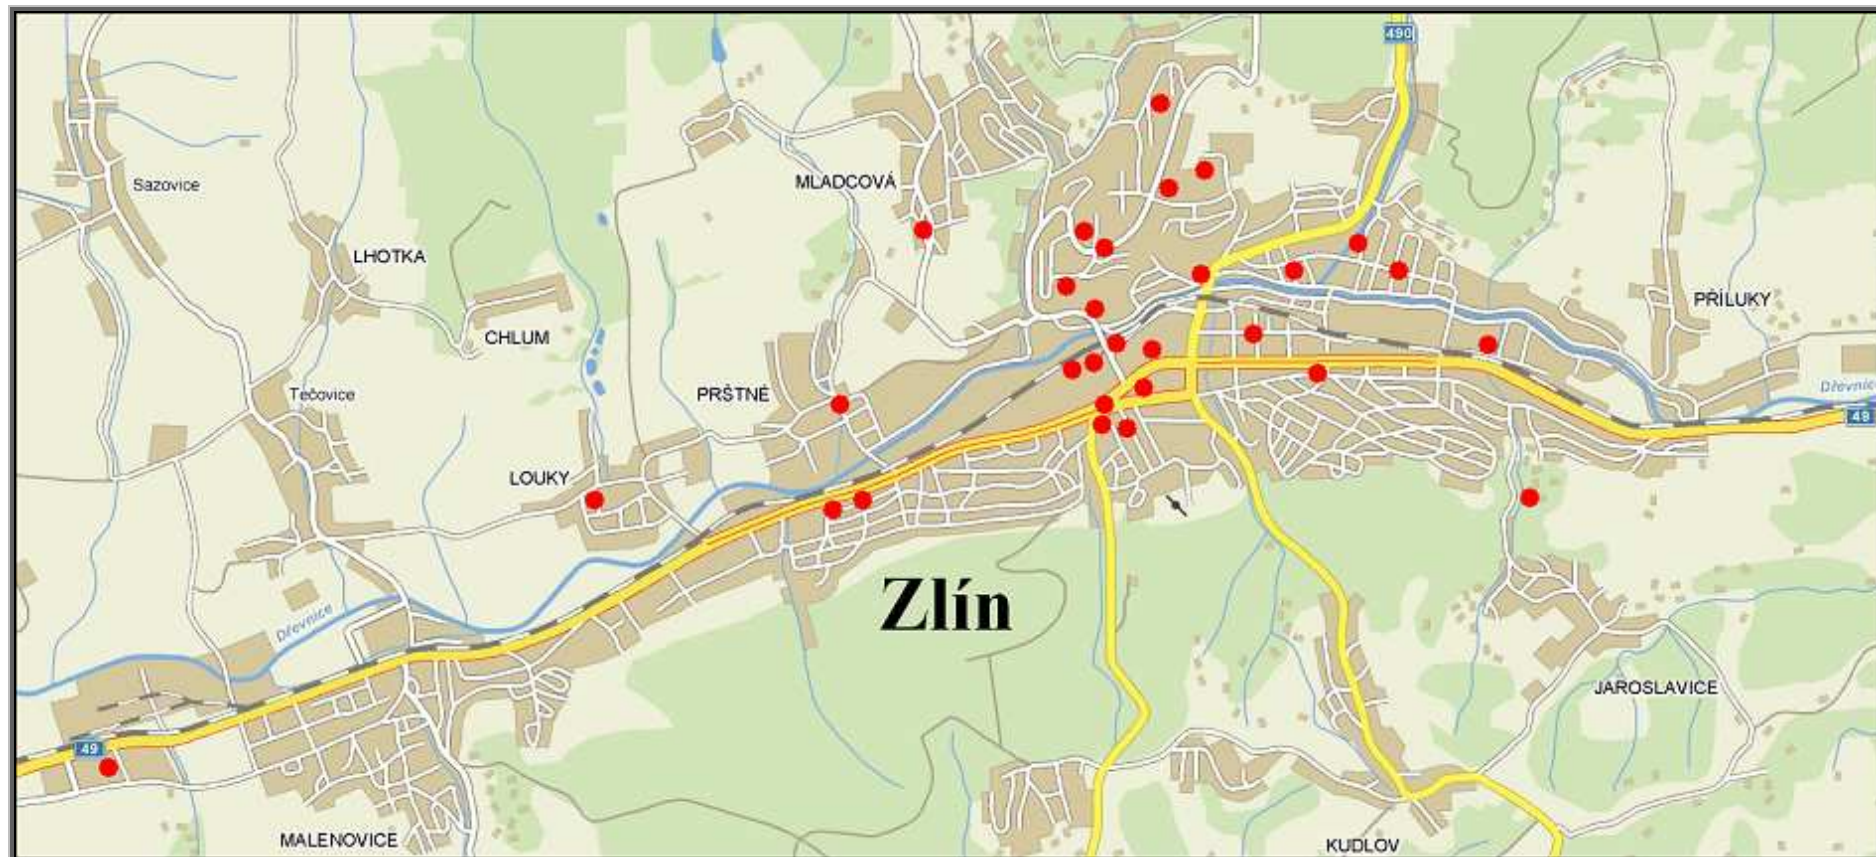 490
Sazovice
MLADCOVÁ
LHOTKA
PŘÍLUKY
CHLUM
Tečovice
PRŠTNÉ
Dřevnice
49
LOUKY
Zlín
Dřevnice
JAROSLAVICE
49
MALENOVICE
KUDLOV